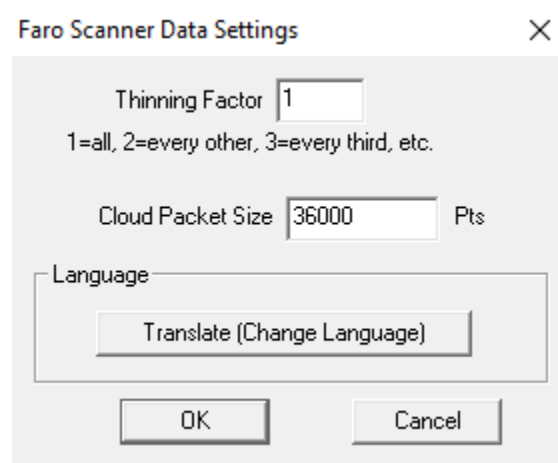 Faro Scanner Data Settings
Thinning Factor 1
1=all, 2=every other, 3=every third, etc.
Cloud Packet Size 36000 Pts
Language
Translate (Change Language)
OK Cancel